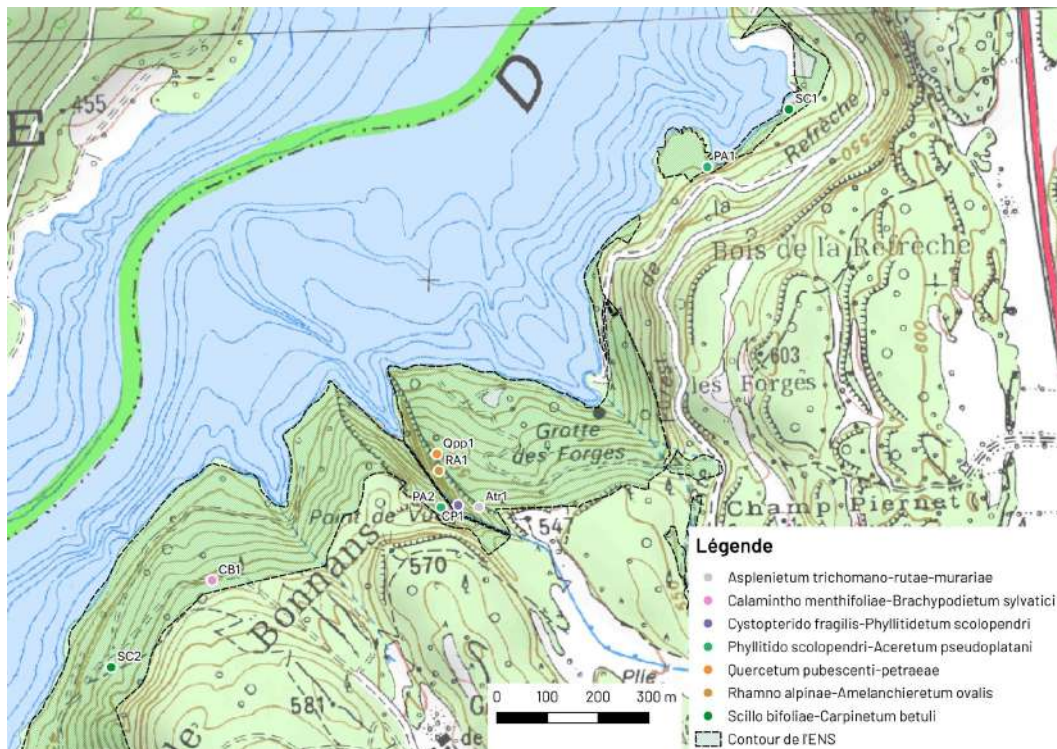 455
E
D
SC1
PA1
Refrèche
la
de
550
Bois de la Refrèche
603
les Forges
600
Forest
Qpp1
RA1
Grotte
des Forges
PA2
Atr1
CP1
Point de Vue
547
Champ Piernet
570
Bonnans
CB1
SC2
581
Légende
Asplenietum trichomano-rutae-murariae
Calamintho menthifoliae-Brachypodietum sylvatici
Cystopterido fragilis-Phyllitidetum scolopendri
Phyllitido scolopendri-Aceretum pseudoplatani
Quercetum pubescenti-petraeae
Rhamno alpinae-Amelanchieretum ovalis
Scillo bifoliae-Carpinetum betuli
Contour de l'ENS
0 100 200 300 m